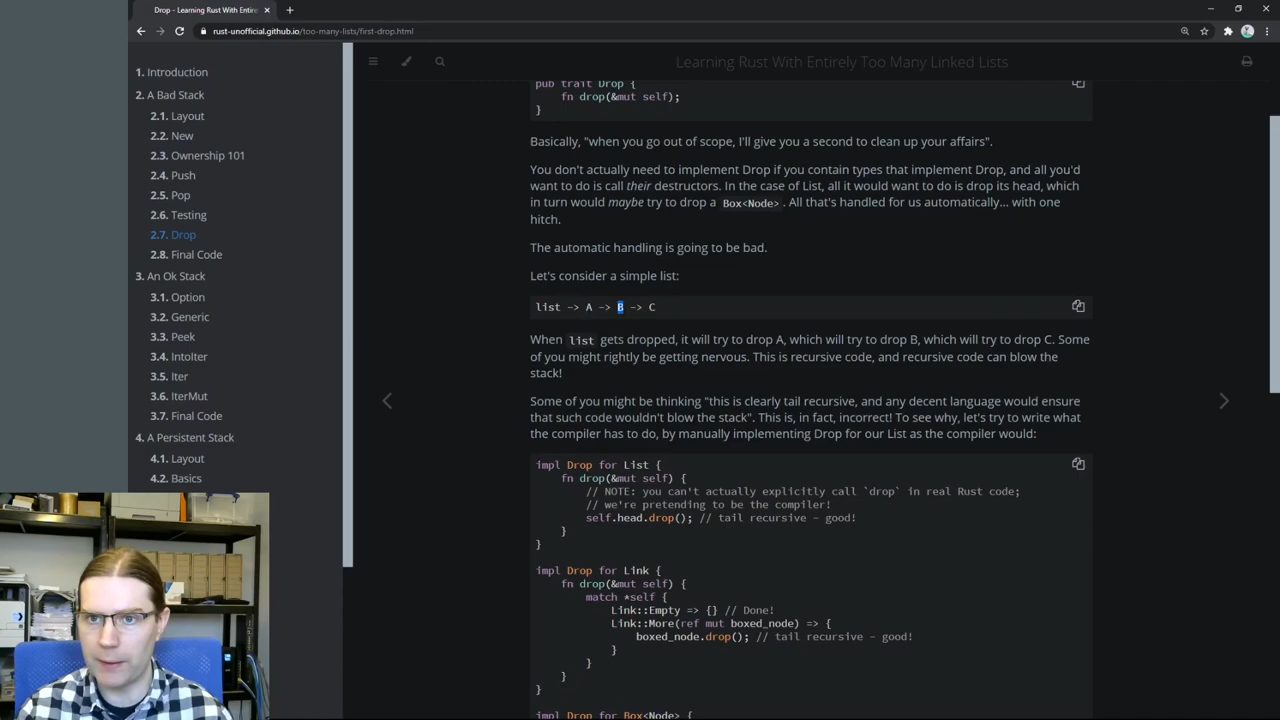 Drop - Learning Rust With Entire
rust-unofficial.github.io/too-many-lists/first-drop.html
1. Introduction
2. A Bad Stack
2.1. Layout
2.2. New
2.3. Ownership 101
2.4. Push
2.5. Pop
2.6. Testing
2.7. Drop
2.8. Final Code
3. An Ok Stack
3.1. Option
3.2. Generic
3.3. Peek
3.4. IntoIter
3.5. Iter
3.6. IterMut
3.7. Final Code
4. A Persistent Stack
4.1. Layout
4.2. Basics
Learning Rust With Entirely Too Many Linked Lists
pub trait Drop {
fn drop(&mut self);
}
Basically, "when you go out of scope, I'll give you a second to clean up your affairs".
You don't actually need to implement Drop if you contain types that implement Drop, and all you'd
want to do is call their destructors. In the case of List, all it would want to do is drop its head, which
in turn would maybe try to drop a Box<Node>. All that's handled for us automatically... with one
hitch.
The automatic handling is going to be bad.
Let's consider a simple list:
list -> A -> B -> C
When list gets dropped, it will try to drop A, which will try to drop B, which will try to drop C. Some
of you might rightly be getting nervous. This is recursive code, and recursive code can blow the
stack!
Some of you might be thinking "this is clearly tail recursive, and any decent language would ensure
that such code wouldn't blow the stack". This is, in fact, incorrect! To see why, let's try to write what
the compiler has to do, by manually implementing Drop for our List as the compiler would:
impl Drop for List {
fn drop(&mut self) {
// NOTE: you can't actually explicitly call `drop` in real Rust code;
// we're pretending to be the compiler!
self.head.drop(); // tail recursive - good!
}
}
impl Drop for Link {
fn drop(&mut self) {
match *self {
Link::Empty => {} // Done!
Link::More(ref mut boxed_node) => {
boxed_node.drop(); // tail recursive - good!
}
}
}
}
impl Drop for Box<Node> {